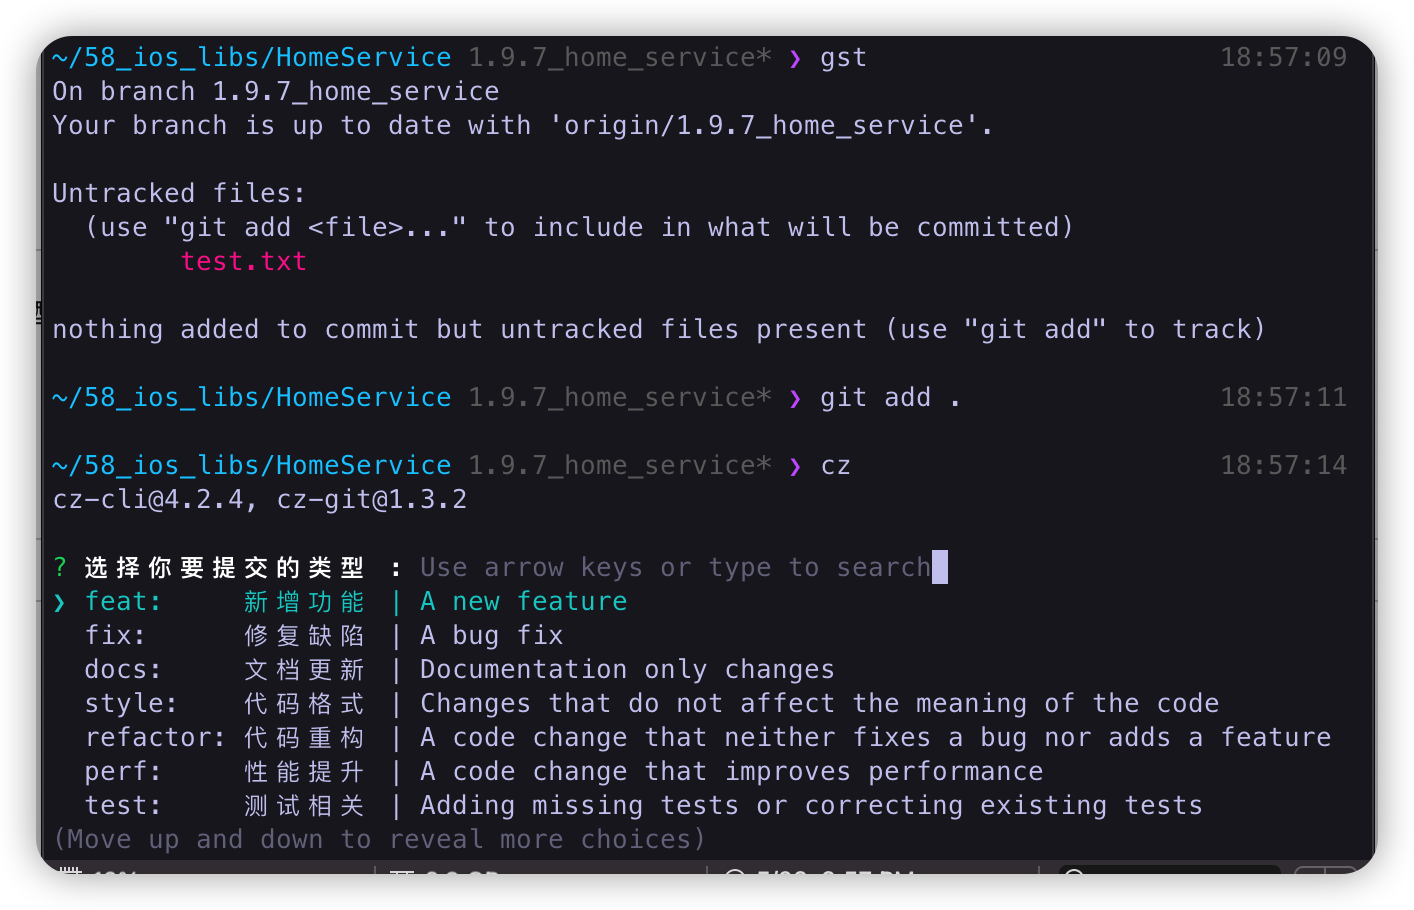 ~/58_ios_libs/HomeService 1.9.7_home_service* ❯ gst 18:57:09
On branch 1.9.7_home_service
Your branch is up to date with 'origin/1.9.7_home_service'.
Untracked files:
(use "git add <file>..." to include in what will be committed)
test.txt
nothing added to commit but untracked files present (use "git add" to track)
~/58_ios_libs/HomeService 1.9.7_home_service* ❯ git add . 18:57:11
~/58_ios_libs/HomeService 1.9.7_home_service* ❯ cz 18:57:14
cz-cli@4.2.4, cz-git@1.3.2
? 选择你要提交的类型 : Use arrow keys or type to search
❯ feat: 新增功能 | A new feature
fix: 修复缺陷 | A bug fix
docs: 文档更新 | Documentation only changes
style: 代码格式 | Changes that do not affect the meaning of the code
refactor: 代码重构 | A code change that neither fixes a bug nor adds a feature
perf: 性能提升 | A code change that improves performance
test: 测试相关 | Adding missing tests or correcting existing tests
(Move up and down to reveal more choices)